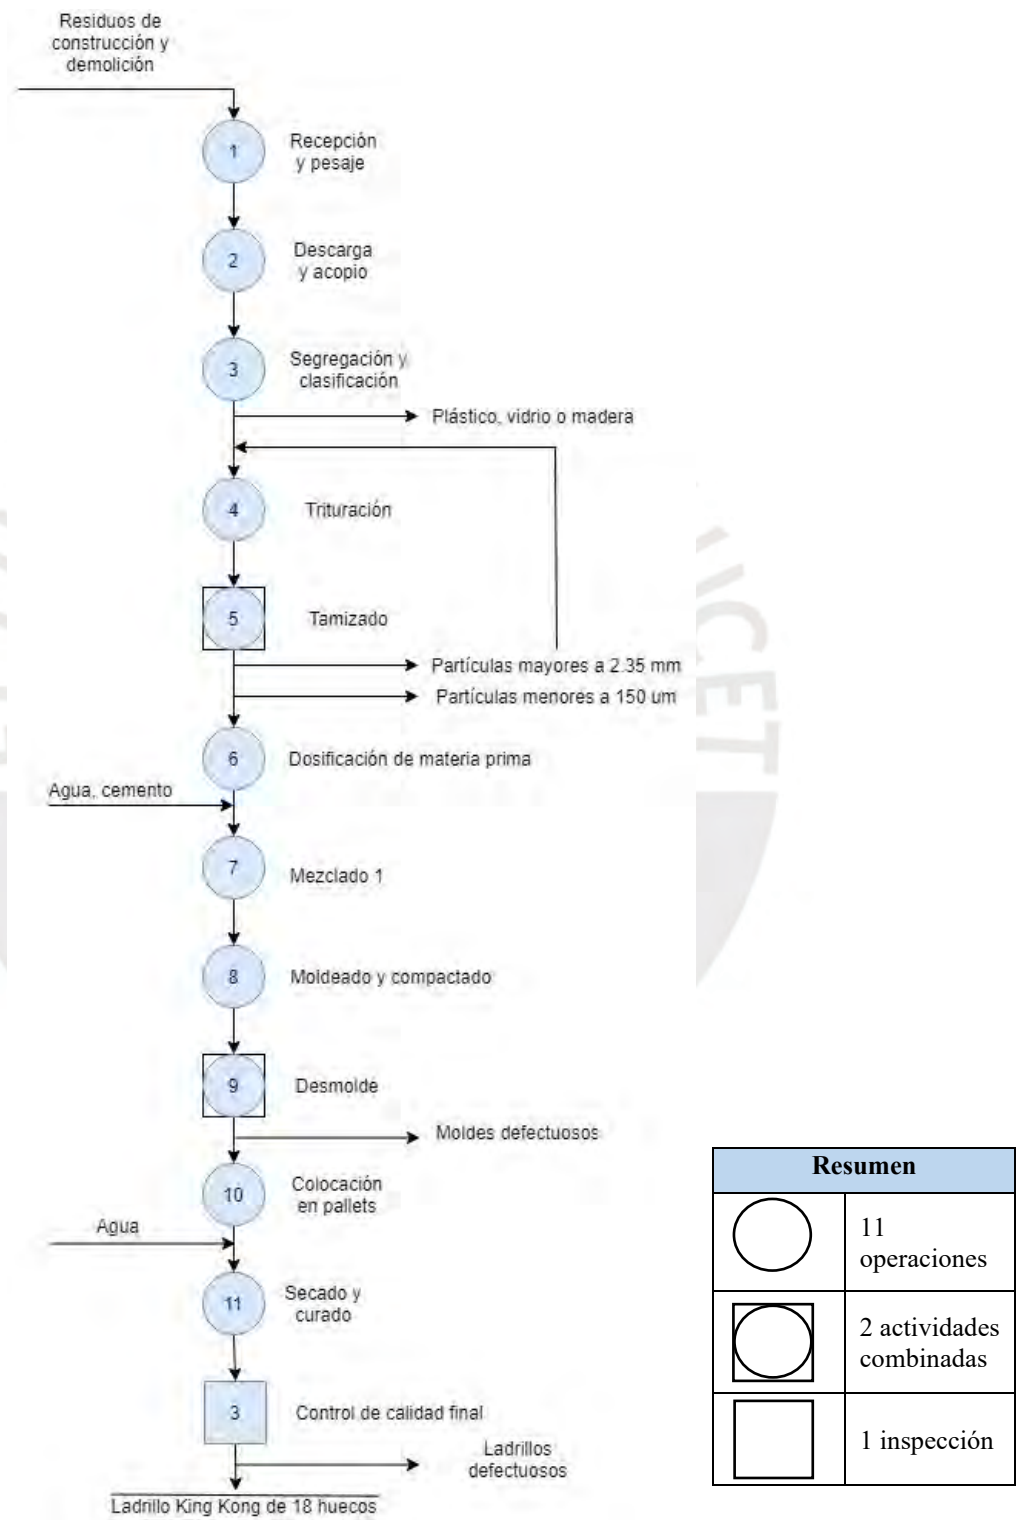 Residuos de
construcción y
demolición
1
Recepción
y pesaje
2
Descarga
y acopio
3
Segregación y
clasificación
Plástico, vidrio o madera
4
Trituración
5
Tamizado
Partículas mayores a 2.35 mm
Partículas menores a 150 um
6
Dosificación de materia prima
Agua, cemento
7
Mezclado 1
8
Moldeado y compactado
9
Desmolde
Moldes defectuosos
10
Colocación
en pallets
Agua
11
Secado y
curado
3
Control de calidad final
Ladrillos
defectuosos
Ladrillo King Kong de 18 huecos
Resumen
11
operaciones
2 actividades
combinadas
1 inspección